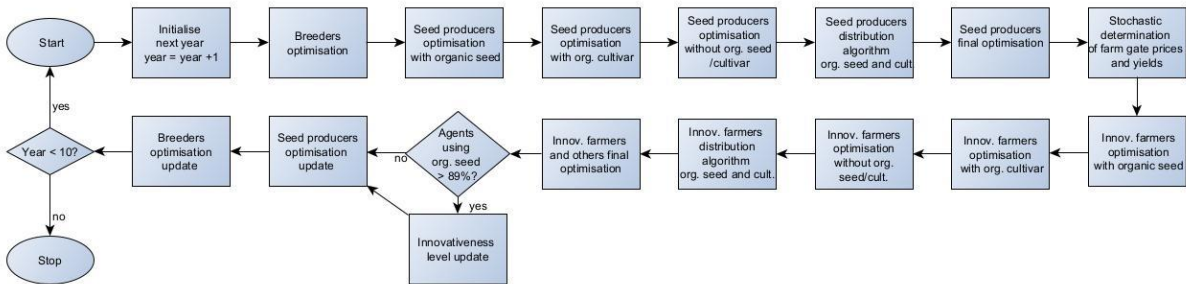 Start
Initialise
next year
year = year +1
Breeders
optimisation
Seed producers
optimisation
with organic seed
Seed producers
optimisation
with org. cultivar
Seed producers
optimisation
without org. seed
/cultivar
Seed producers
distribution
algorithm
org. seed and cult.
Seed producers
final optimisation
Stochastic
determination
of farm gate prices
and yields
Innov. farmers
optimisation
with organic seed
Innov. farmers
optimisation
with org. cultivar
Innov. farmers
optimisation
without org.
seed/cult.
Innov. farmers
distribution
algorithm
org. seed and cult.
Innov. farmers
and others final
optimisation
Agents
using
org. seed
> 89%?
no
yes
Innovativeness
level update
Seed producers
optimisation
update
Breeders
optimisation
update
Year < 10?
yes
no
Stop